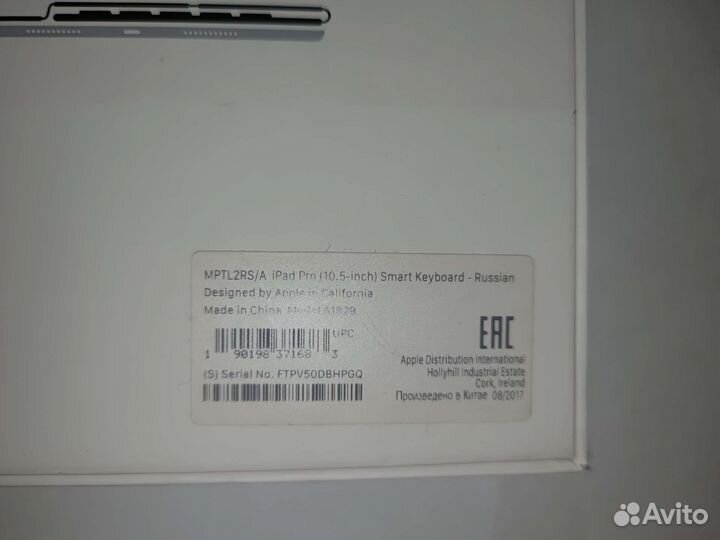 MPTL2RS/A iPad Pro (10.5-inch) Smart Keyboard - Russian
Designed by Apple in California
Made in China Model A1829
UPC
1 90198 37168 3
(S) Serial No. FTPV50DBHPGQ
EAC
Apple Distribution International
Hollyhill Industrial Estate
Cork, Ireland
Произведено в Китае 08/2017
Avito